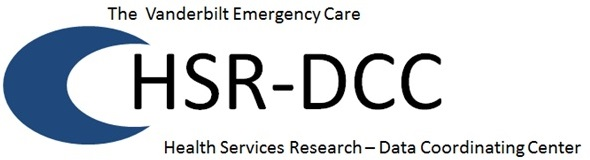 The Vanderbilt Emergency Care
HSR-DCC
Health Services Research – Data Coordinating Center